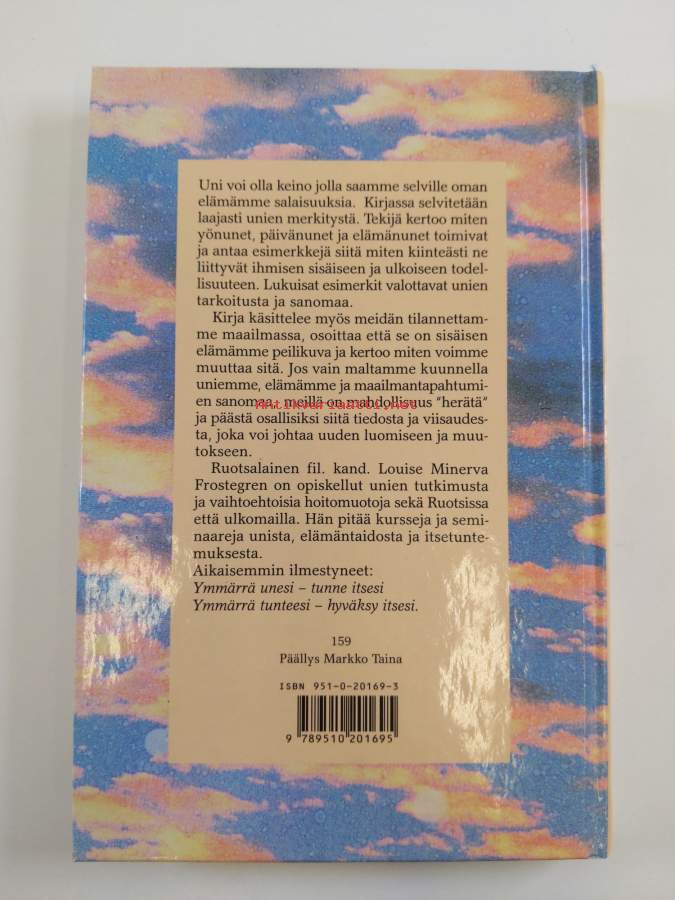 Uni voi olla keino jolla saamme selville oman
elämämme salaisuuksia. Kirjassa selvitetään
laajasti unien merkitystä. Tekijä kertoo miten
yönunet, päivänunet ja elämänunet toimivat
ja antaa esimerkkejä siitä miten kiinteästi ne
liittyvät ihmisen sisäiseen ja ulkoiseen todel-
lisuuteen. Lukuisat esimerkit valottavat unien
tarkoitusta ja sanomaa.
Kirja käsittelee myös meidän tilannettam-
me maailmassa, osoittaa että se on sisäisen
elämämme peilikuva ja kertoo miten voimme
muuttaa sitä. Jos vain maltamme kuunnella
uniemme, elämämme ja maailmantapahtumi-
en sanomaa, meillä on mahdollisuus "herätä"
Antikvariaatti.net
ja päästä osallisiksi siitä tiedosta ja viisaudes-
ta, joka voi johtaa uuden luomiseen ja muu-
tokseen.
Ruotsalainen fil. kand. Louise Minerva
Frostegren on opiskellut unien tutkimusta
ja vaihtoehtoisia hoitomuotoja sekä Ruotsissa
että ulkomailla. Hän pitää kursseja ja semi-
naareja unista, elämäntaidosta ja itsetunte-
muksesta.
Aikaisemmin ilmestyneet:
Ymmärrä unesi – tunne itsesi
Ymmärrä tunteesi – hyväksy itsesi.
159
Päällys Markko Taina
ISBN 951-0-20169-3
9 789510 201695